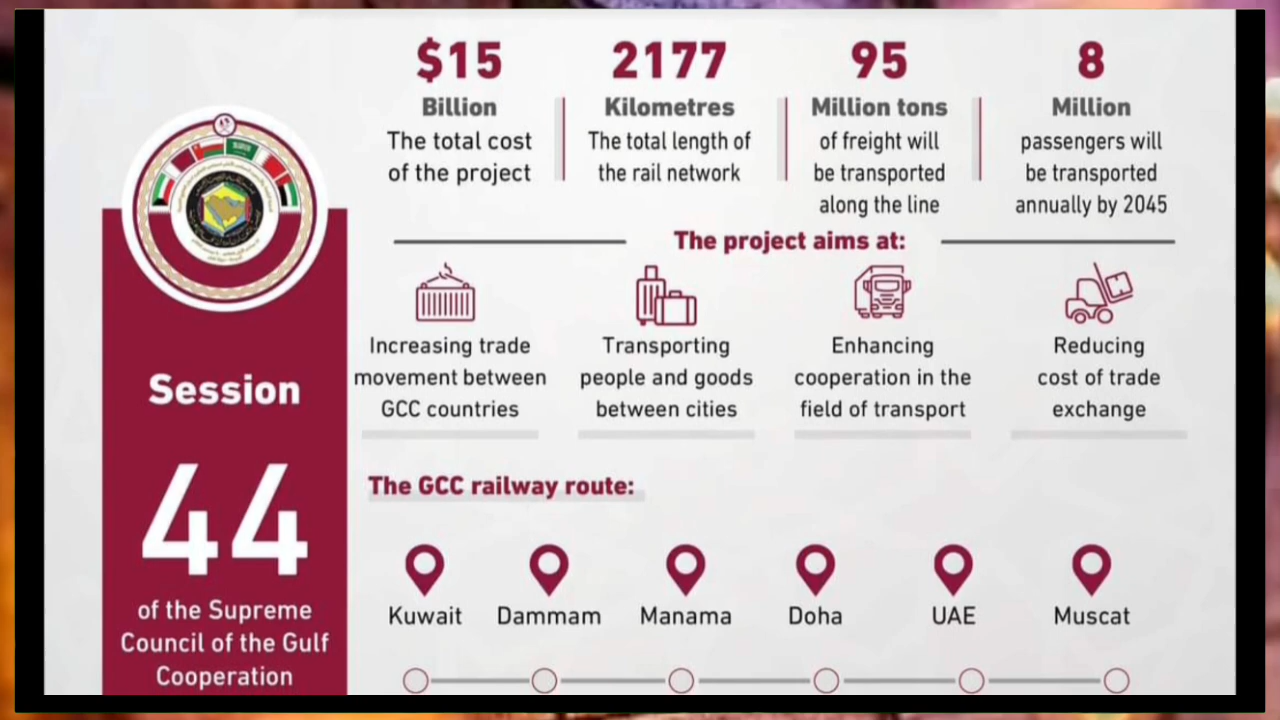 $15
Billion
The total cost
of the project
2177
Kilometres
The total length of
the rail network
95
Million tons
of freight will
be transported
along the line
8
Million
passengers will
be transported
annually by 2045
The project aims at:
Increasing trade
movement between
GCC countries
Transporting
people and goods
between cities
Enhancing
cooperation in the
field of transport
Reducing
cost of trade
exchange
Session
44
of the Supreme
Council of the Gulf
Cooperation
The GCC railway route:
Kuwait
Dammam
Manama
Doha
UAE
Muscat